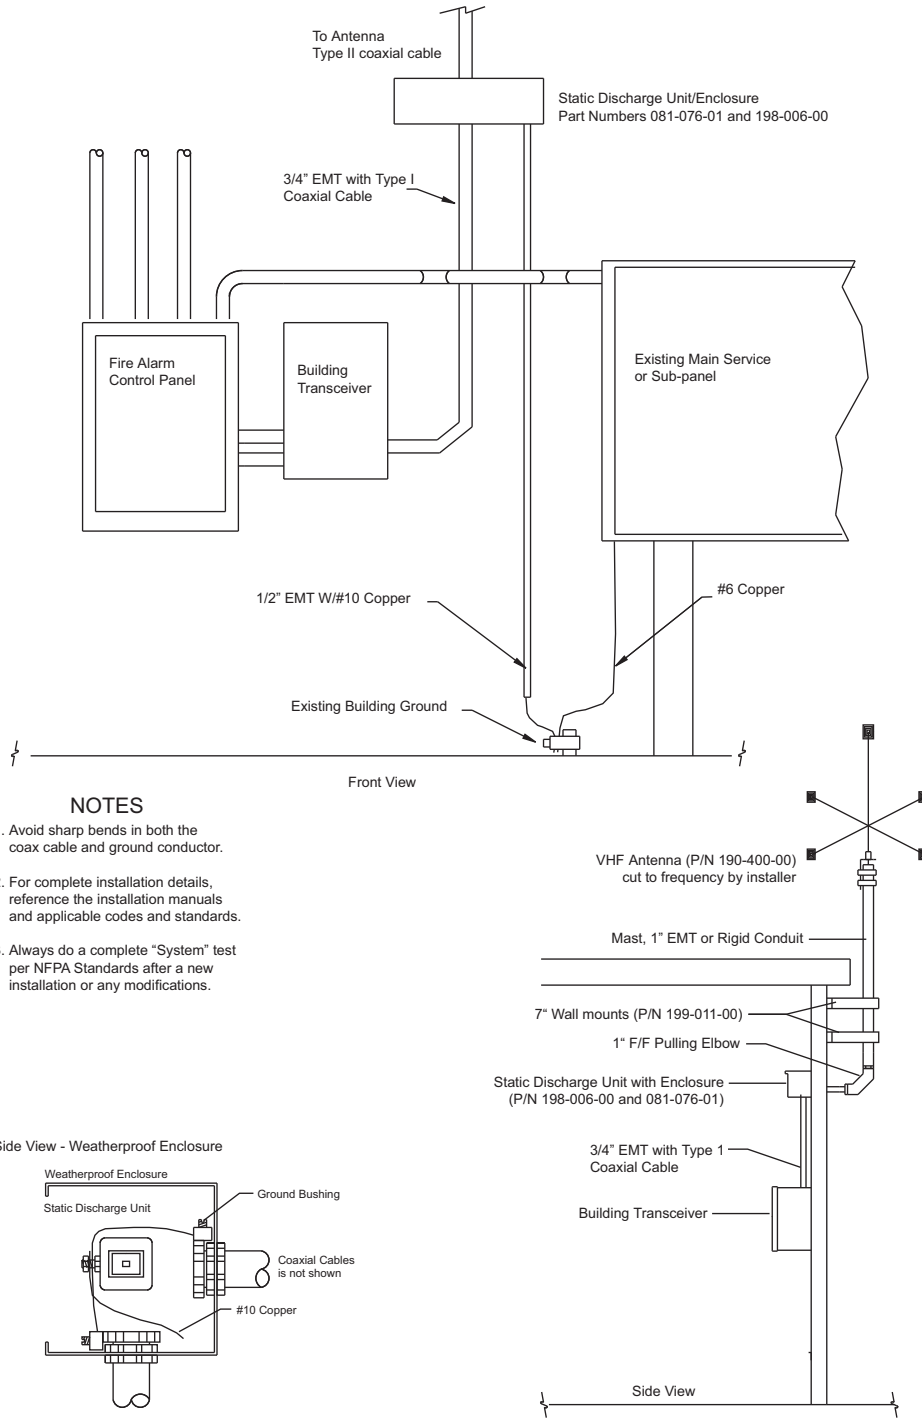 To Antenna
Type II coaxial cable
Static Discharge Unit/Enclosure
Part Numbers 081-076-01 and 198-006-00
3/4” EMT with Type I
Coaxial Cable
Fire Alarm
Control Panel
Building
Transceiver
Existing Main Service
or Sub-panel
1/2” EMT W/#10 Copper
#6 Copper
Existing Building Ground
Front View
NOTES
. Avoid sharp bends in both the
coax cable and ground conductor.
. For complete installation details,
reference the installation manuals
and applicable codes and standards.
. Always do a complete “System” test
per NFPA Standards after a new
installation or any modifications.
VHF Antenna (P/N 190-400-00)
cut to frequency by installer
Mast, 1” EMT or Rigid Conduit
7“ Wall mounts (P/N 199-011-00)
1“ F/F Pulling Elbow
Static Discharge Unit with Enclosure
(P/N 198-006-00 and 081-076-01)
3/4” EMT with Type 1
Coaxial Cable
Building Transceiver
Side View
Side View - Weatherproof Enclosure
Weatherproof Enclosure
Static Discharge Unit
Ground Bushing
Coaxial Cables
is not shown
#10 Copper